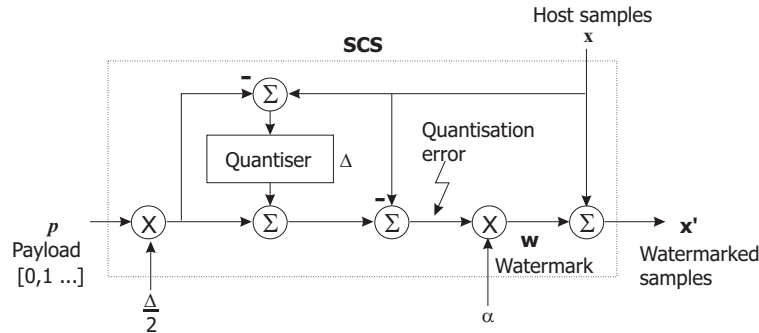 Host samples
x
SCS
-
Σ
Quantiser
Δ
Quantisation
error
p
Payload
[0,1 ...]
X
Σ
-
Σ
X
w
Watermark
Σ
x'
Watermarked
samples
Δ
2
α